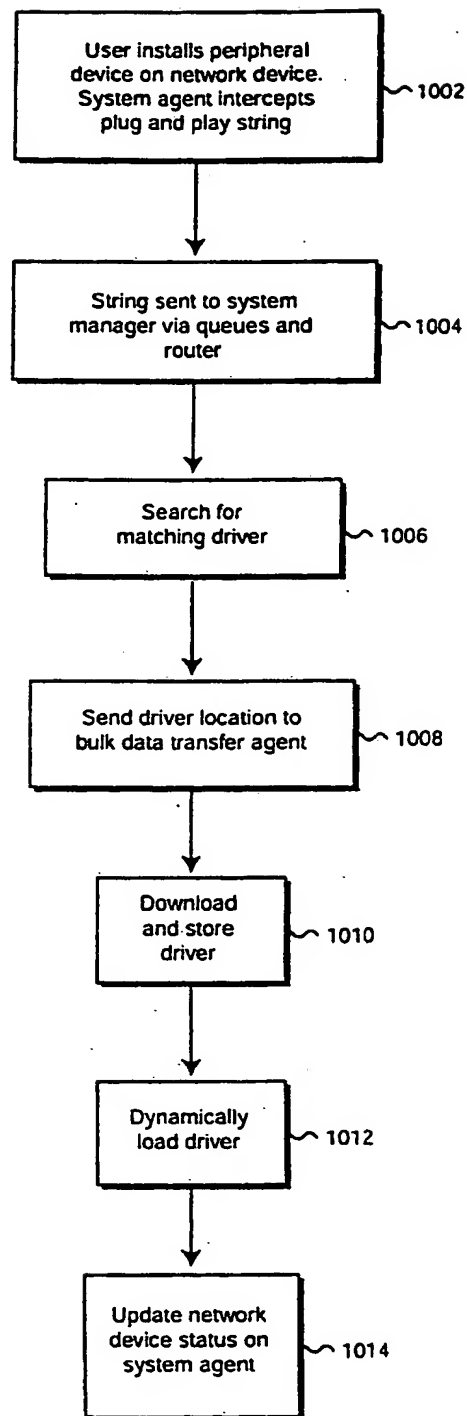 User installs peripheral
device on network device.
System agent intercepts
plug and play string
1002
String sent to system
manager via queues and
router
1004
Search for
matching driver
1006
Send driver location to
bulk data transfer agent
1008
Download
and store
driver
1010
Dynamically
load driver
1012
Update network
device status on
system agent
1014